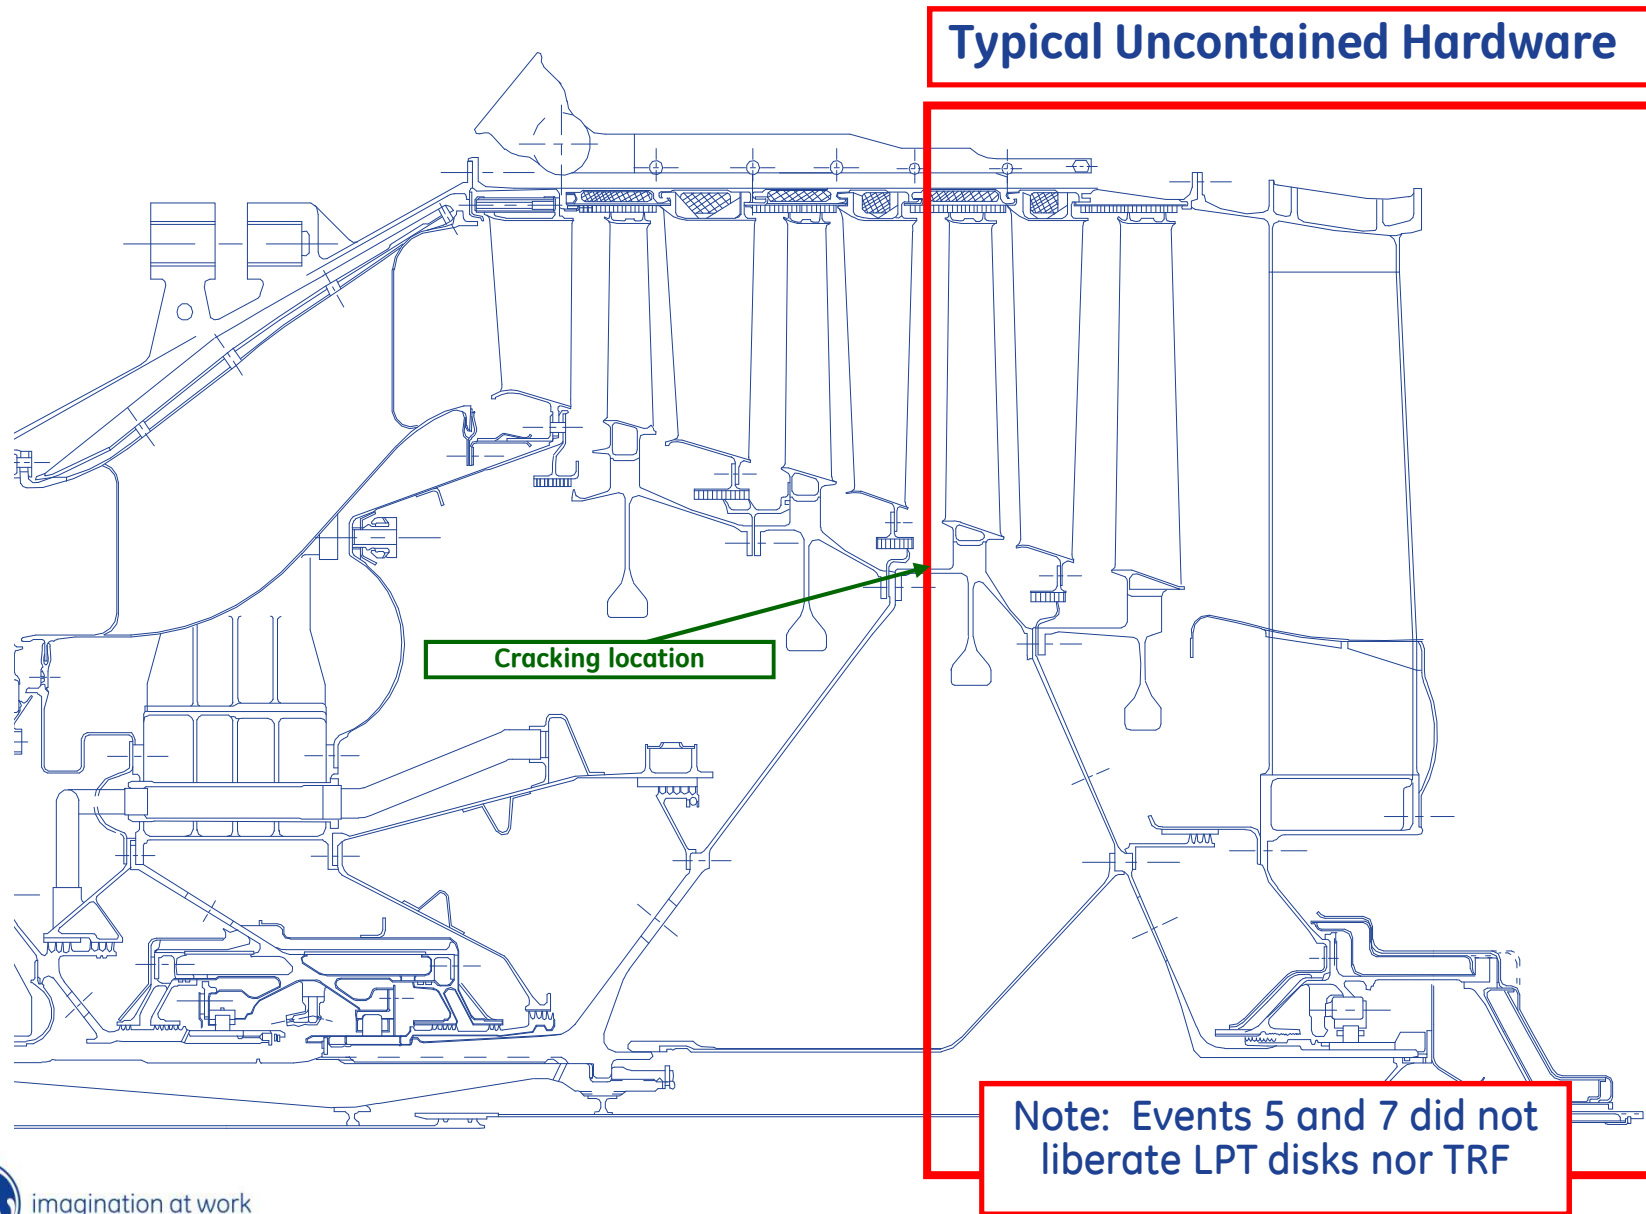 Typical Uncontained Hardware
Cracking location
Note: Events 5 and 7 did not
liberate LPT disks nor TRF
imagination at work